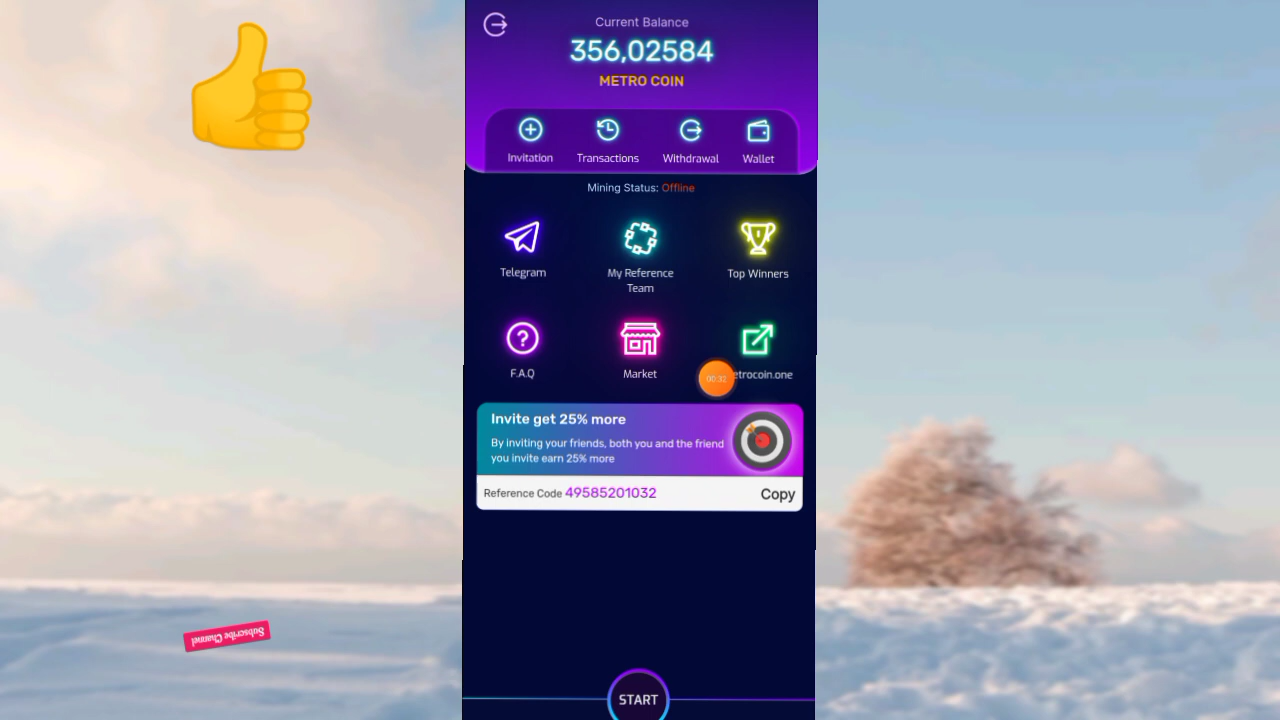 Current Balance
356,02584
METRO COIN
Invitation
Transactions
Withdrawal
Wallet
Mining Status: Offline
Telegram
My Reference
Team
Top Winners
F.A.Q
Market
etrocoin.one
00:32
Invite get 25% more
By inviting your friends, both you and the friend
you invite earn 25% more
Reference Code 49585201032
Copy
START
Subscribe Channel